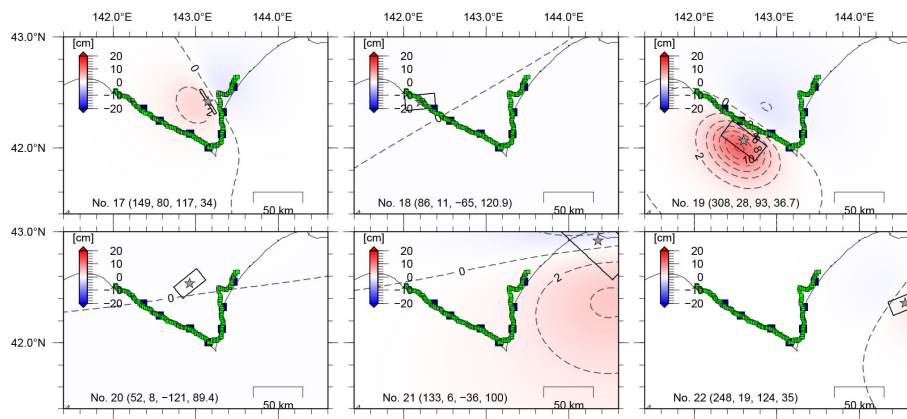 142.0° 143.0° 144.0° 142.0° 143.0° 144.0° 142.0° 143.0° 144.0°
43.0˚N
[cm] [cm] [cm]
20 20 20
10 10 10
0 0 0
−10 −10 −10
−20 −20 −20
0 0 0
42.0˚N
2 10 8
No. 17 (149, 80, 117, 34) No. 18 (86, 11, −65, 120.9) No. 19 (308, 28, 93, 36.7)
50 km 50 km 50 km
43.0˚N
[cm] [cm] [cm]
20 20 20
10 10 10
0 0 0
−10 −10 −10
−20 −20 −20
0 0 2
42.0˚N
No. 20 (52, 8, −121, 89.4) No. 21 (133, 6, −36, 100) No. 22 (248, 19, 124, 35)
50 km 50 km 50 km